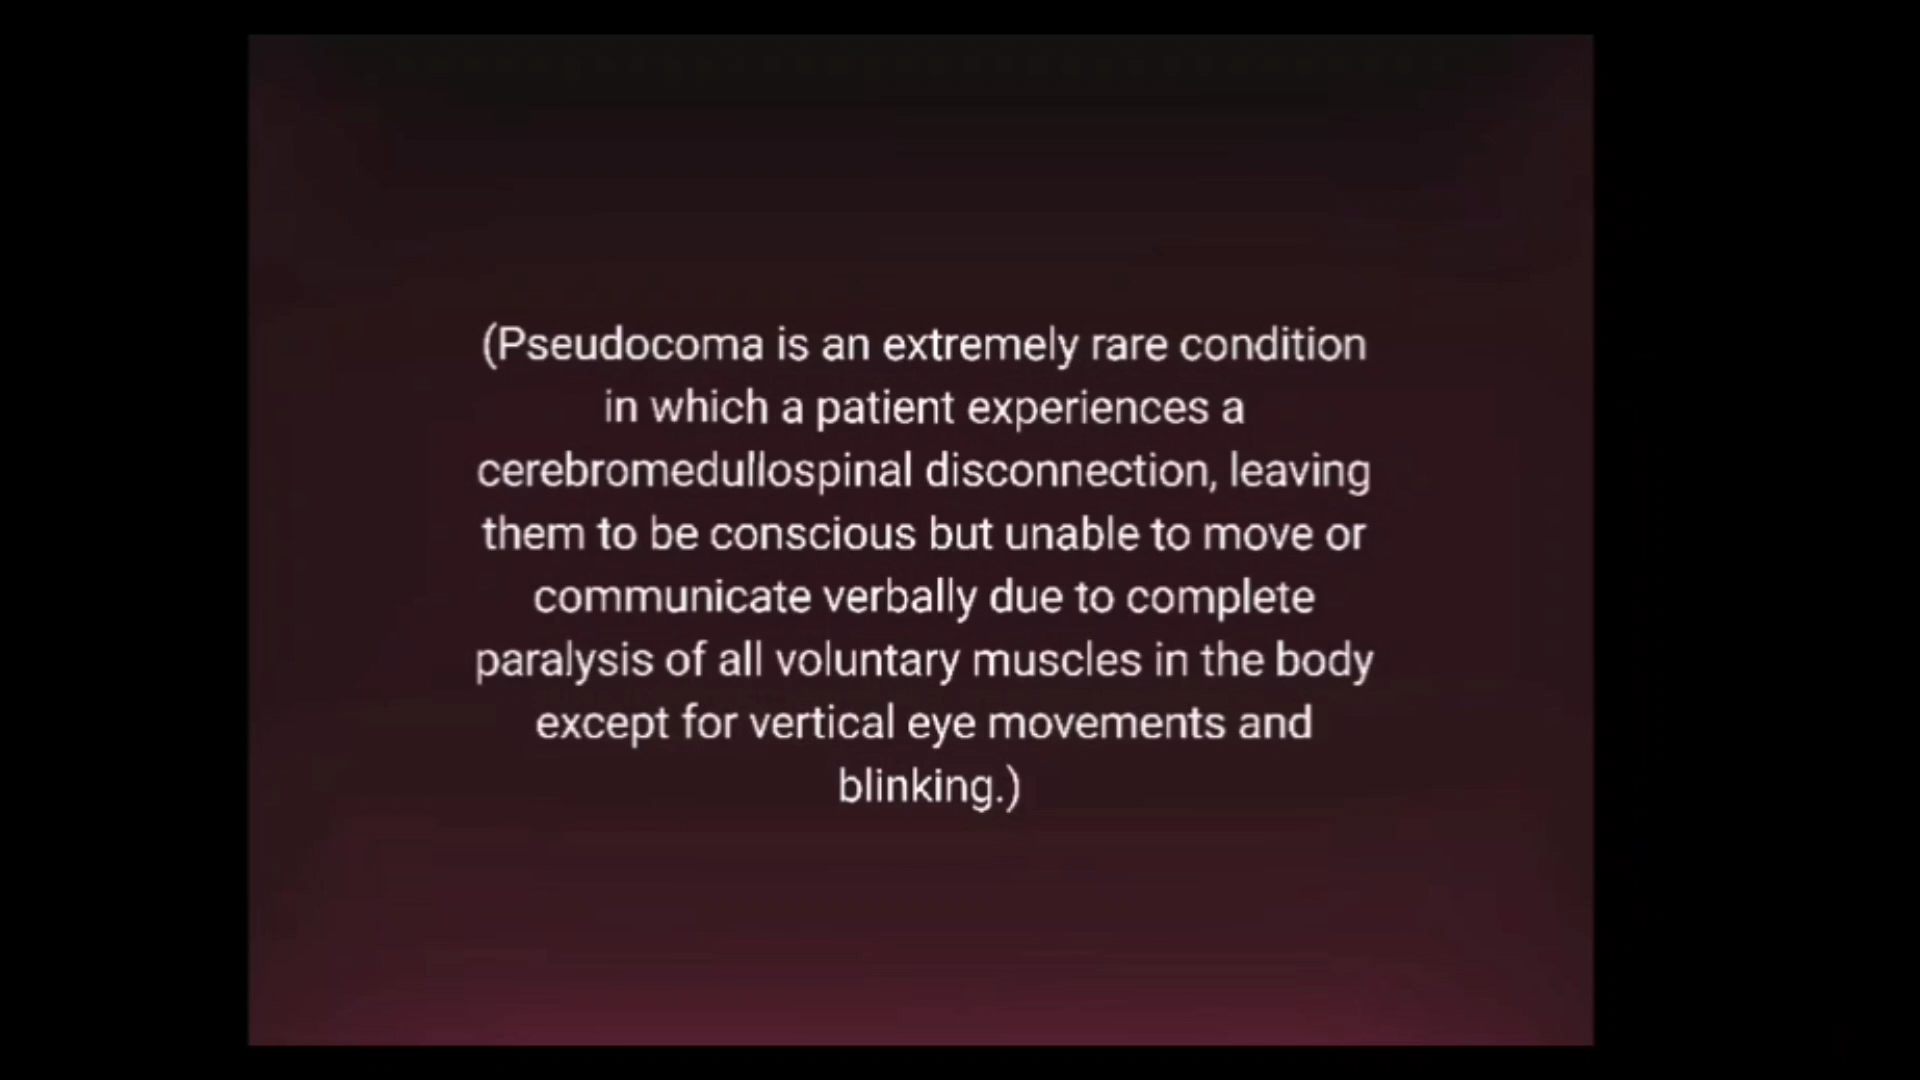 (Pseudocoma is an extremely rare condition
in which a patient experiences a
cerebromedullospinal disconnection, leaving
them to be conscious but unable to move or
communicate verbally due to complete
paralysis of all voluntary muscles in the body
except for vertical eye movements and
blinking.)